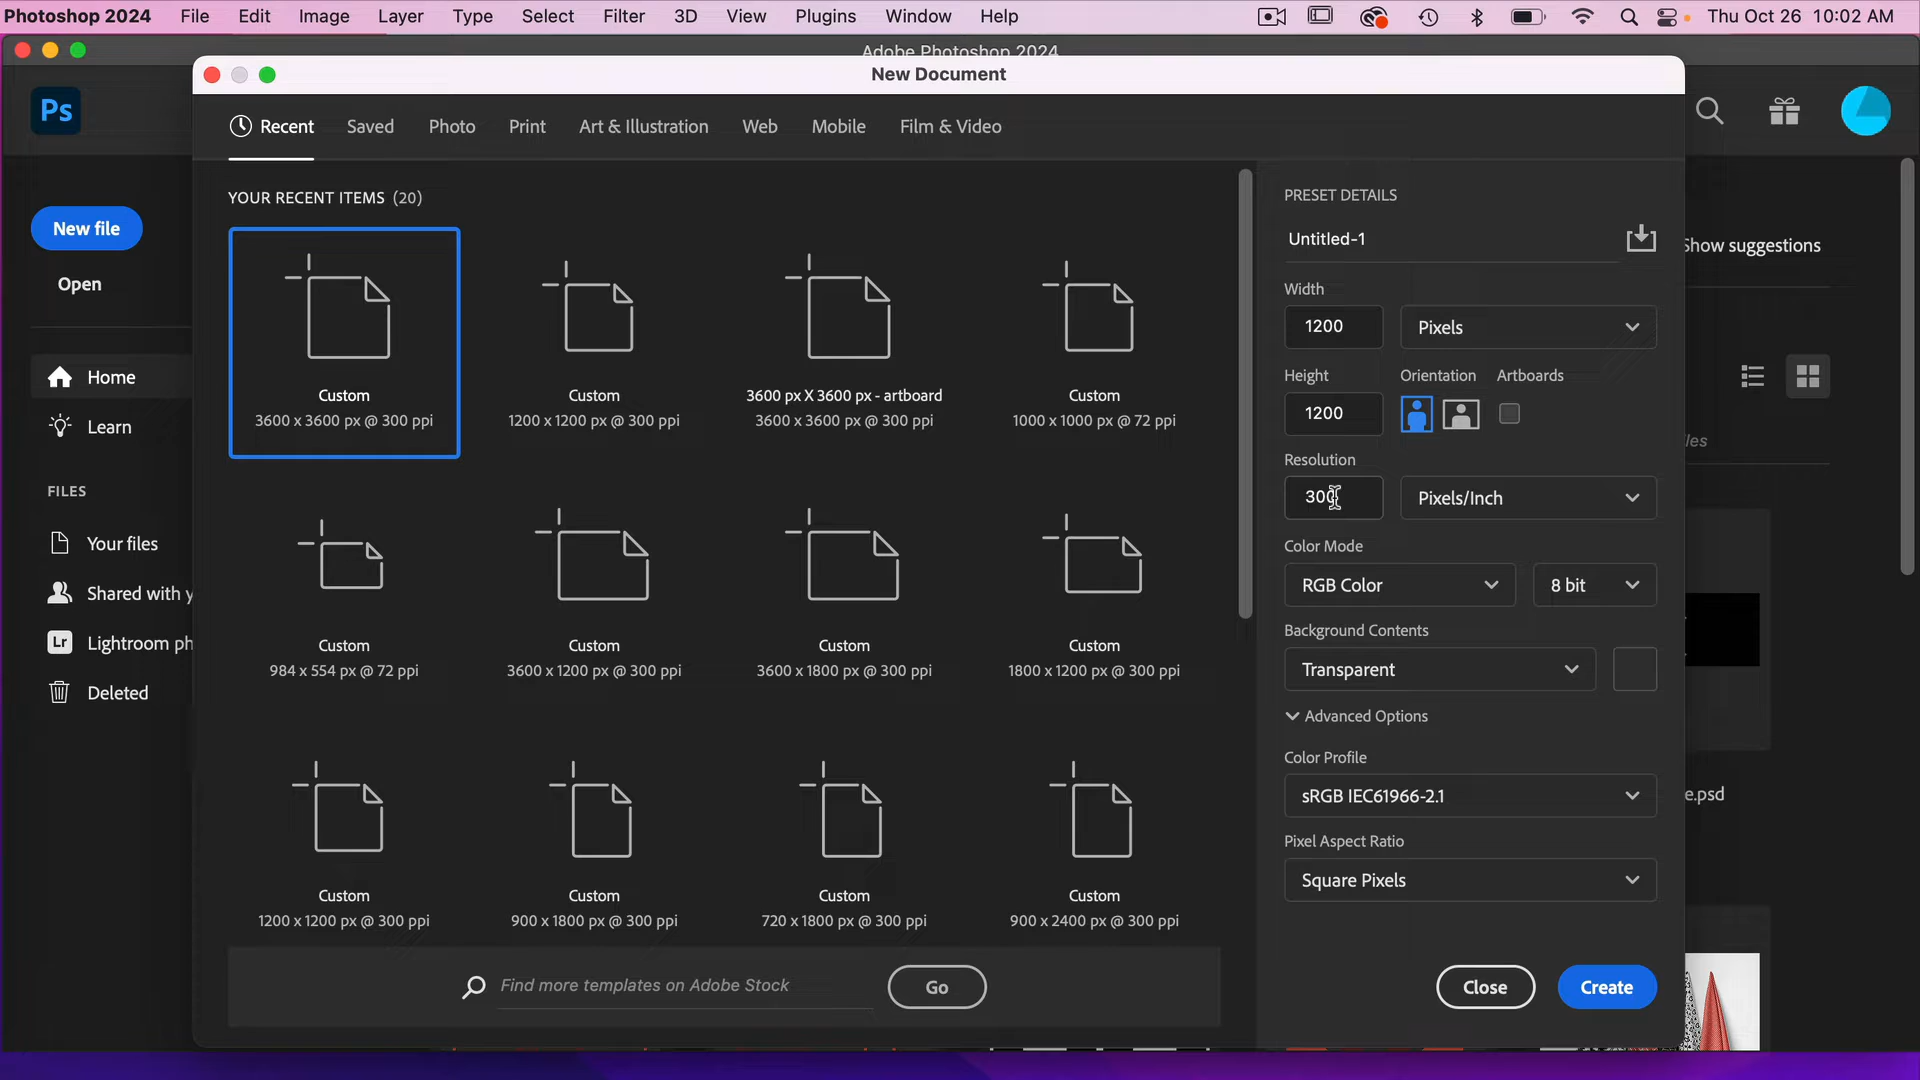 Photoshop 2024 File Edit Image Layer Type Select Filter 3D View Plugins Window Help Thu Oct 26 10:02 AM
Adobe Photoshop 2024
New Document
Ps
Recent Saved Photo Print Art & Illustration Web Mobile Film & Video
YOUR RECENT ITEMS (20)
New file
Open
Home
Learn
FILES
Your files
Shared with y
Lr Lightroom ph
Deleted
Custom
3600 x 3600 px @ 300 ppi
Custom
1200 x 1200 px @ 300 ppi
3600 px X 3600 px - artboard
3600 x 3600 px @ 300 ppi
Custom
1000 x 1000 px @ 72 ppi
Custom
984 x 554 px @ 72 ppi
Custom
3600 x 1200 px @ 300 ppi
Custom
3600 x 1800 px @ 300 ppi
Custom
1800 x 1200 px @ 300 ppi
Custom
1200 x 1200 px @ 300 ppi
Custom
900 x 1800 px @ 300 ppi
Custom
720 x 1800 px @ 300 ppi
Custom
900 x 2400 px @ 300 ppi
Find more templates on Adobe Stock
Go
PRESET DETAILS
Untitled-1
Width
1200 Pixels
Height Orientation Artboards
1200
Resolution
300 Pixels/Inch
Color Mode
RGB Color 8 bit
Background Contents
Transparent
Advanced Options
Color Profile
sRGB IEC61966-2.1
Pixel Aspect Ratio
Square Pixels
Close Create
Show suggestions
les
e.psd